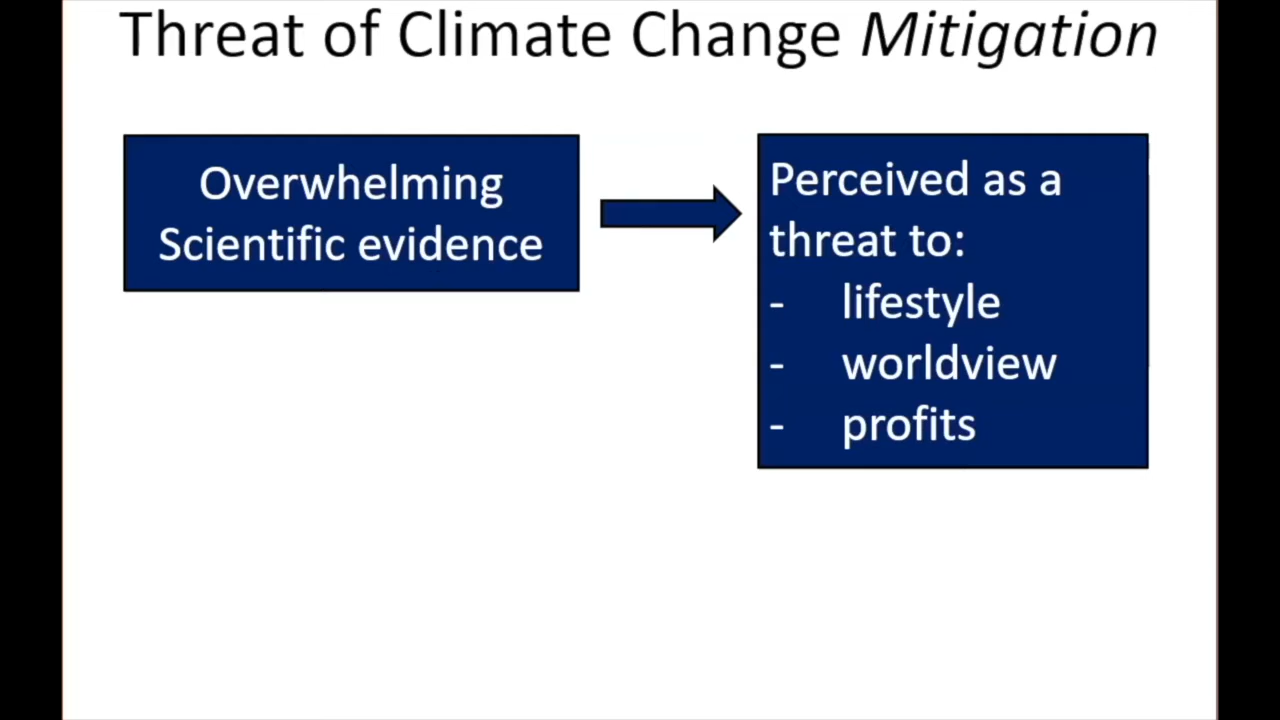 Threat of Climate Change Mitigation
Overwhelming
Scientific evidence
Perceived as a
threat to:
- lifestyle
- worldview
- profits